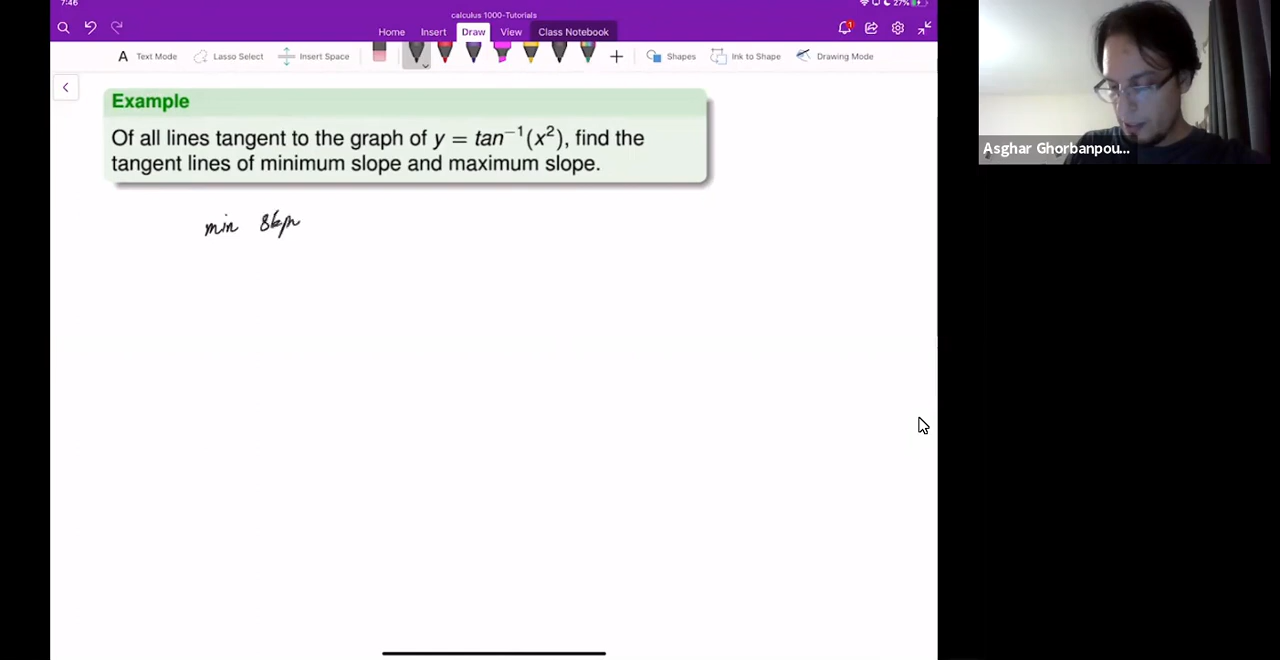 7:46
27%
calculus 1000-Tutorials
Home Insert Draw View Class Notebook
1
A Text Mode Lasso Select Insert Space Shapes Ink to Shape Drawing Mode
Example
Of all lines tangent to the graph of y = tan⁻¹(x²), find the
tangent lines of minimum slope and maximum slope.
min
Asghar Ghorbanpou...